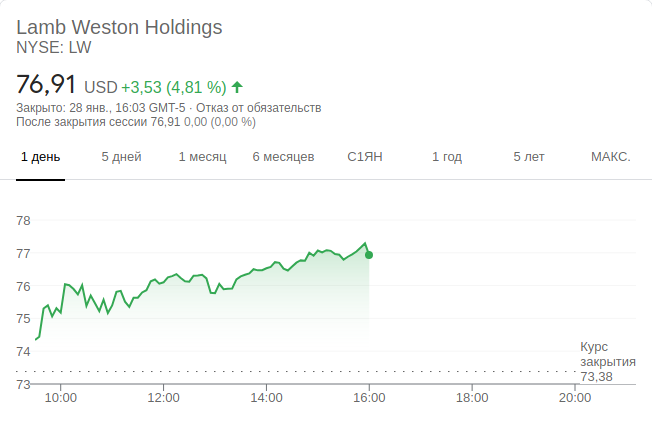 Lamb Weston Holdings
NYSE: LW
76,91 USD +3,53 (4,81 %)
Закрыто: 28 янв., 16:03 GMT-5 · Отказ от обязательств
После закрытия сессии 76,91 0,00 (0,00 %)
1 день 5 дней 1 месяц 6 месяцев С1ЯН 1 год 5 лет МАКС.
78
77
76
75
74
Курс
закрытия
73,38
73
10:00 12:00 14:00 16:00 18:00 20:00